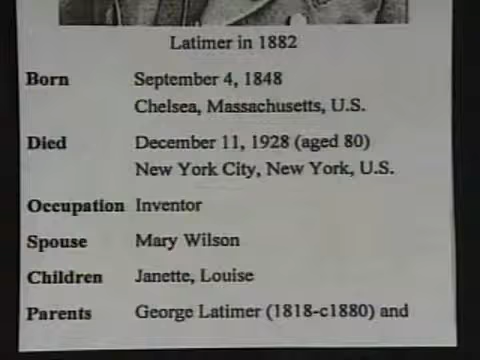 Latimer in 1882
Born September 4, 1848
Chelsea, Massachusetts, U.S.
Died December 11, 1928 (aged 80)
New York City, New York, U.S.
Occupation Inventor
Spouse Mary Wilson
Children Janette, Louise
Parents George Latimer (1818-c1880) and